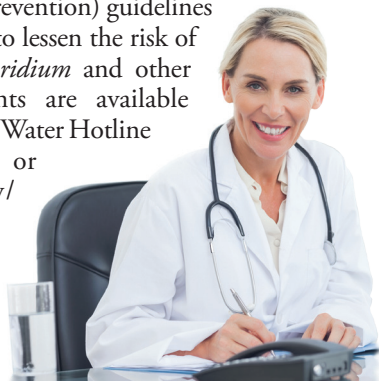 revention) guidelines
to lessen the risk of
ridium and other
nts are available
Water Hotline
or
/